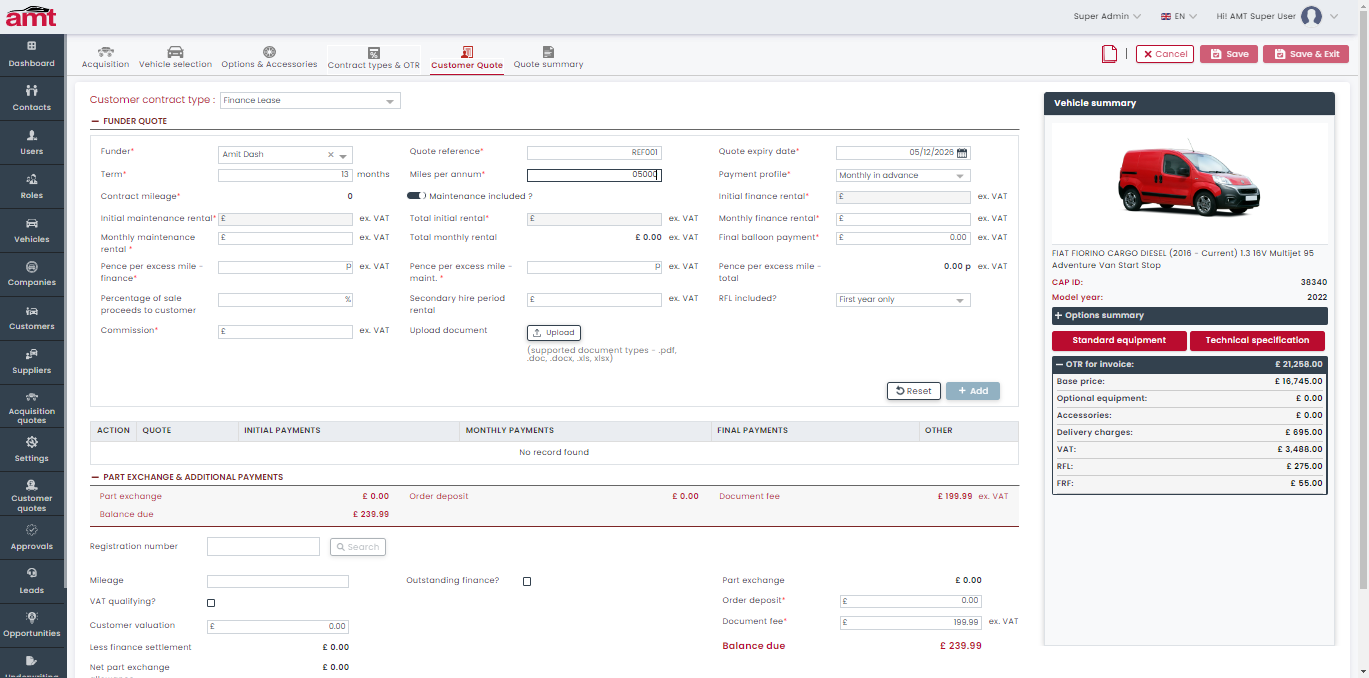 amt
Super Admin
EN
Hi! AMT Super User
Dashboard
Contacts
Users
Roles
Vehicles
Companies
Customers
Suppliers
Acquisition
quotes
Settings
Customer
quotes
Approvals
Leads
Opportunities
Acquisition
Vehicle selection
Options & Accessories
Contract types & OTR
Customer Quote
Quote summary
Cancel
Save
Save & Exit
Customer contract type : Finance Lease
FUNDER QUOTE
Funder* Amit Dash
Quote reference* REF001
Quote expiry date* 05/12/2026
Term* 13 months
Miles per annum* 05000
Payment profile* Monthly in advance
Contract mileage* 0
Maintenance included ?
Initial finance rental* £ ex. VAT
Initial maintenance rental* £ ex. VAT
Total initial rental* £ ex. VAT
Monthly finance rental* £ ex. VAT
Monthly maintenance
rental * £ ex. VAT
Total monthly rental £ 0.00 ex. VAT
Final balloon payment* £ 0.00 ex. VAT
Pence per excess mile -
finance* p ex. VAT
Pence per excess mile -
maint. * p ex. VAT
Pence per excess mile -
total 0.00 p ex. VAT
Percentage of sale
proceeds to customer %
Secondary hire period
rental £ ex. VAT
RFL included? First year only
Commission* £ ex. VAT
Upload document Upload
(supported document types - .pdf,
.doc, .docx, .xls, xlsx)
Reset
+ Add
ACTION QUOTE INITIAL PAYMENTS MONTHLY PAYMENTS FINAL PAYMENTS OTHER
No record found
PART EXCHANGE & ADDITIONAL PAYMENTS
Part exchange £ 0.00 Order deposit £ 0.00 Document fee £ 199.99 ex. VAT
Balance due £ 239.99
Registration number Search
Mileage
Outstanding finance?
Part exchange £ 0.00
VAT qualifying?
Order deposit* £ 0.00
Customer valuation £ 0.00
Document fee* £ 199.99 ex. VAT
Less finance settlement £ 0.00
Balance due £ 239.99
Net part exchange £ 0.00
Vehicle summary
FIAT FIORINO CARGO DIESEL (2016 - Current) 1.3 16V Multijet 95
Adventure Van Start Stop
CAP ID: 38340
Model year: 2022
+ Options summary
Standard equipment
Technical specification
OTR for invoice: £ 21,258.00
Base price: £ 16,745.00
Optional equipment: £ 0.00
Accessories: £ 0.00
Delivery charges: £ 695.00
VAT: £ 3,488.00
RFL: £ 275.00
FRF: £ 55.00